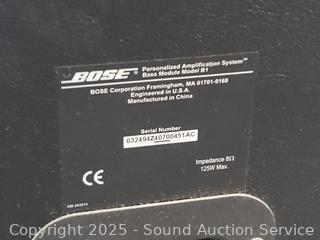 BOSE
Personalized Amplification System™
Bass Module Model B1
BOSE Corporation Framingham, MA 01701-9168
Engineered in U.S.A.
Manufactured in China
Serial Number
032494Z40700451AC
Impedance 8Ω
125W Max.
CE
Copyright © 2025 - Sound Auction Service